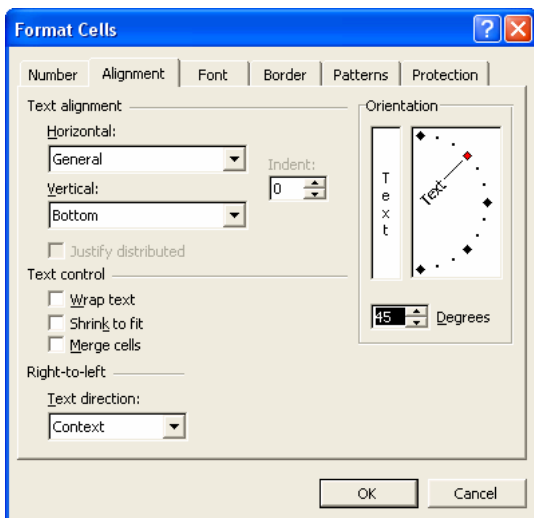 Format Cells
Number Alignment Font Border Patterns Protection
Text alignment
Horizontal:
General
Indent:
0
Vertical:
Bottom
Justify distributed
Text control
Wrap text
Shrink to fit
Merge cells
Right-to-left
Text direction:
Context
Orientation
T
e
x
t
Text
45 Degrees
OK Cancel